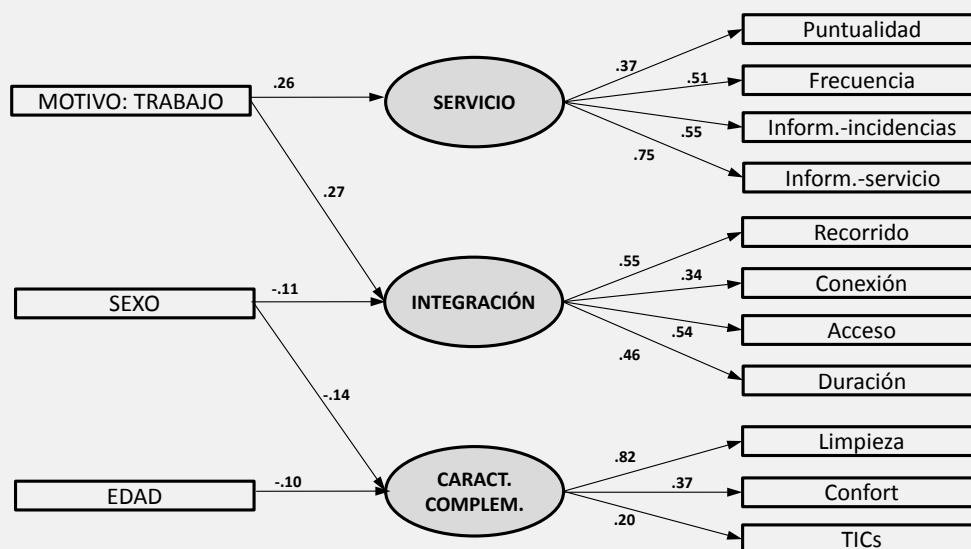 Puntualidad
.37
.26
.51
Frecuencia
MOTIVO: TRABAJO
SERVICIO
.55
Inform.-incidencias
.75
Inform.-servicio
.27
Recorrido
.55
.34
Conexión
SEXO
-.11
INTEGRACIÓN
.54
Acceso
.46
Duración
-.14
Limpieza
.82
EDAD
-.10
CARACT.
COMPLEM.
.37
Confort
.20
TICs